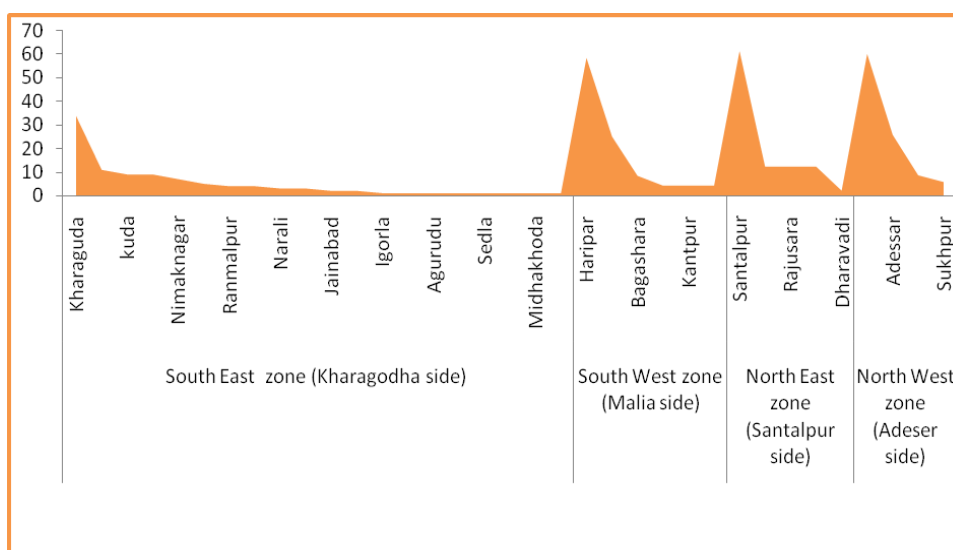 70
60
50
40
30
20
10
0
Kharaguda
kuda
Nimaknagar
Ranmalpur
Narali
Jainabad
Igorla
Agurudu
Sedla
Midhakhoda
Haripar
Bagashara
Kantpur
Santalpur
Rajusara
Dharavadi
Adessar
Sukhpur
South East zone (Kharagodha side)
South West zone
(Malia side)
North East
zone
(Santalpur
side)
North West
zone
(Adeser
side)